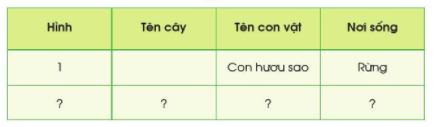 Hình Tên cây Tên con vật Nơi sống
1 Con hươu sao Rừng
? ? ? ?